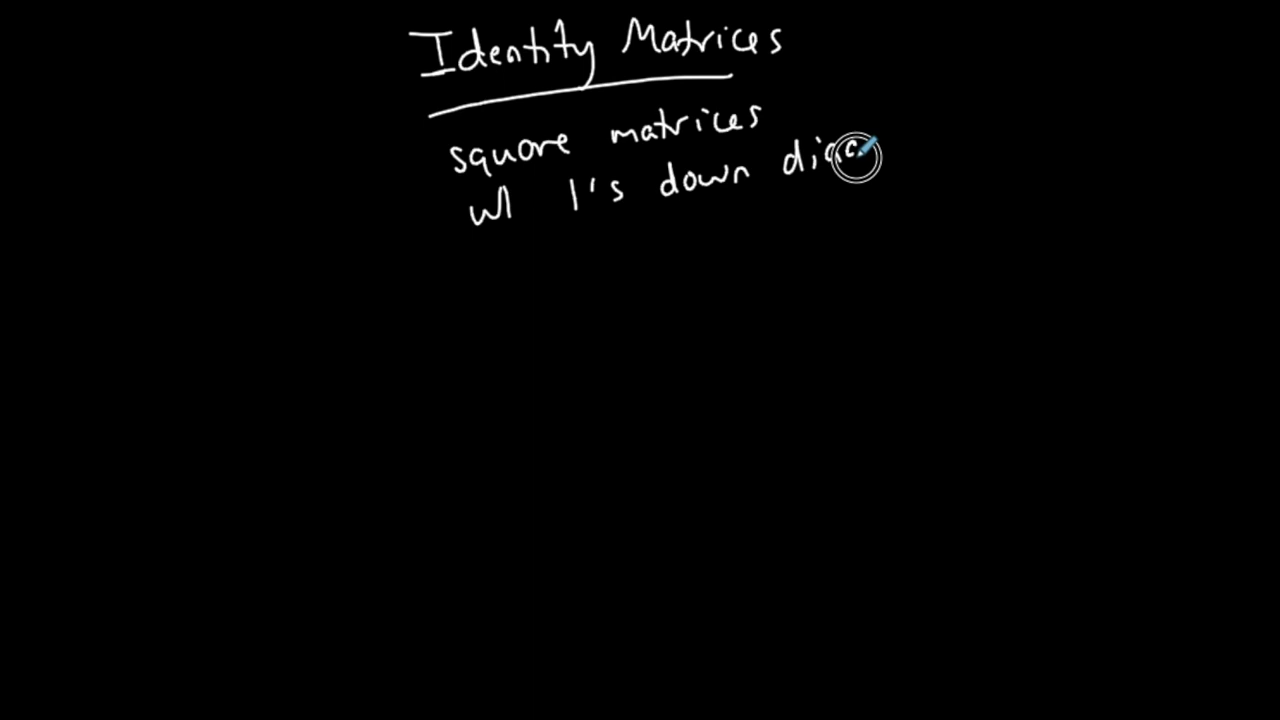 Identity Matrices
square matrices
w/ 1's down